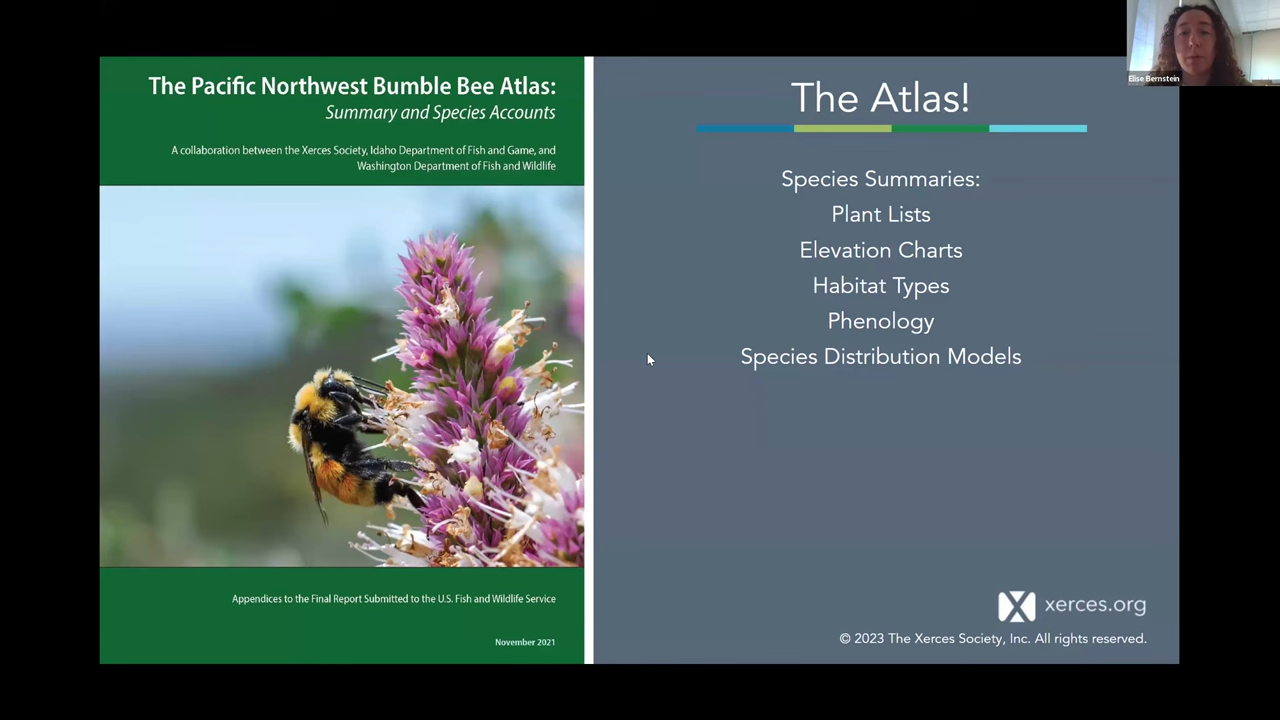 The Pacific Northwest Bumble Bee Atlas:
Summary and Species Accounts
A collaboration between the Xerces Society, Idaho Department of Fish and Game, and
Washington Department of Fish and Wildlife
Appendices to the Final Report Submitted to the U.S. Fish and Wildlife Service
November 2021
The Atlas!
Species Summaries:
Plant Lists
Elevation Charts
Habitat Types
Phenology
Species Distribution Models
xerces.org
© 2023 The Xerces Society, Inc. All rights reserved.
Elise Bernstein